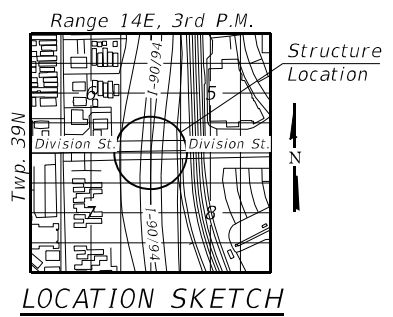 Range 14E, 3rd P.M.
Structure
Location
I-90/94
6
5
Twp. 39N
Division St.
Division St.
N
7
8
I-90/94
LOCATION SKETCH